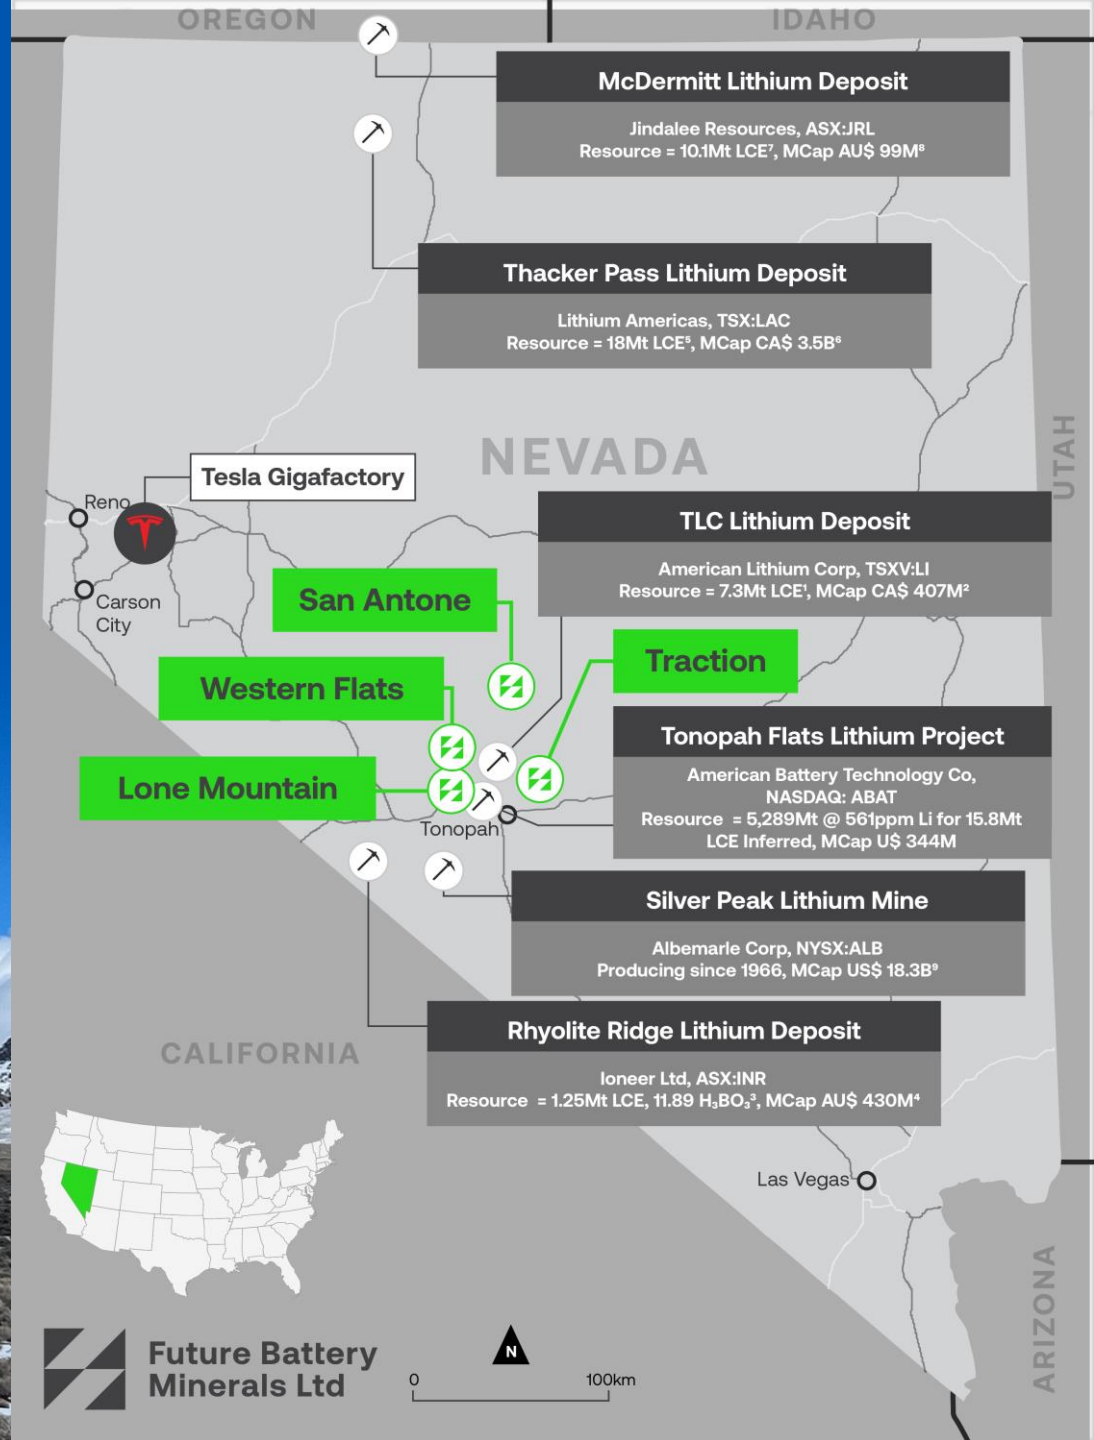 OREGON
IDAHO
McDermitt Lithium Deposit
Jindalee Resources, ASX:JRL
Resource = 10.1Mt LCE⁷, MCap AU$ 99M⁸
Thacker Pass Lithium Deposit
Lithium Americas, TSX:LAC
Resource = 18Mt LCE⁵, MCap CA$ 3.5B⁶
NEVADA
UTAH
Tesla Gigafactory
Reno
Carson
City
TLC Lithium Deposit
American Lithium Corp, TSXV:LI
Resource = 7.3Mt LCE¹, MCap CA$ 407M²
San Antone
Traction
Western Flats
Tonopah Flats Lithium Project
American Battery Technology Co,
NASDAQ: ABAT
Resource = 5,289Mt @ 561ppm Li for 15.8Mt
LCE Inferred, MCap U$ 344M
Lone Mountain
Tonopah
Silver Peak Lithium Mine
Albemarle Corp, NYSX:ALB
Producing since 1966, MCap US$ 18.3B⁹
Rhyolite Ridge Lithium Deposit
Ioneer Ltd, ASX:INR
Resource = 1.25Mt LCE, 11.89 H₃BO₃³, MCap AU$ 430M⁴
CALIFORNIA
Las Vegas
ARIZONA
Future Battery
Minerals Ltd
N
0 100km